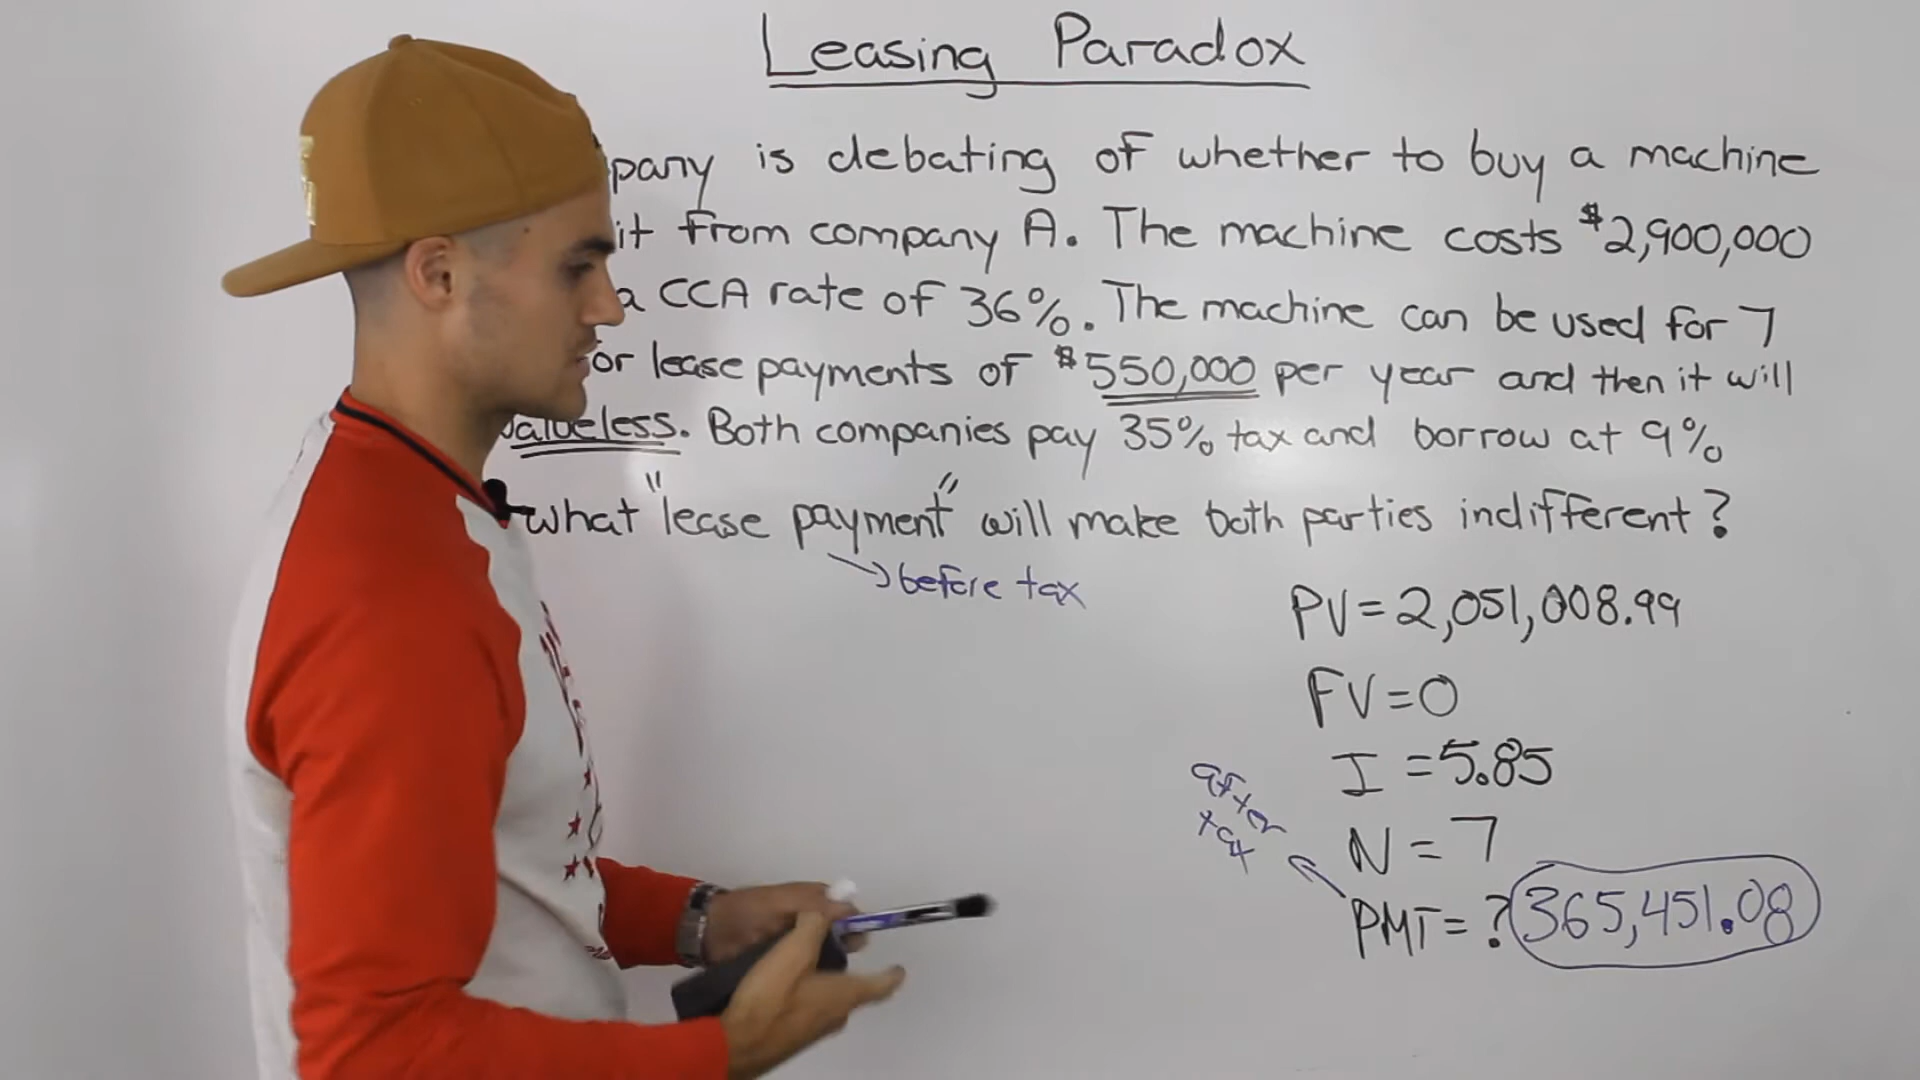 Leasing Paradox
pany is debating of whether to buy a machine
it from company A. The machine costs $2,900,000
a CCA rate of 36%. The machine can be used for 7
or lease payments of $550,000 per year and then it will
valueless. Both companies pay 35% tax and borrow at 9%
what "lease payment" will make both parties indifferent?
before tax
PV=2,051,008.99
FV=0
I=5.85
N=7
after
tax
PMT=? 365,451.08